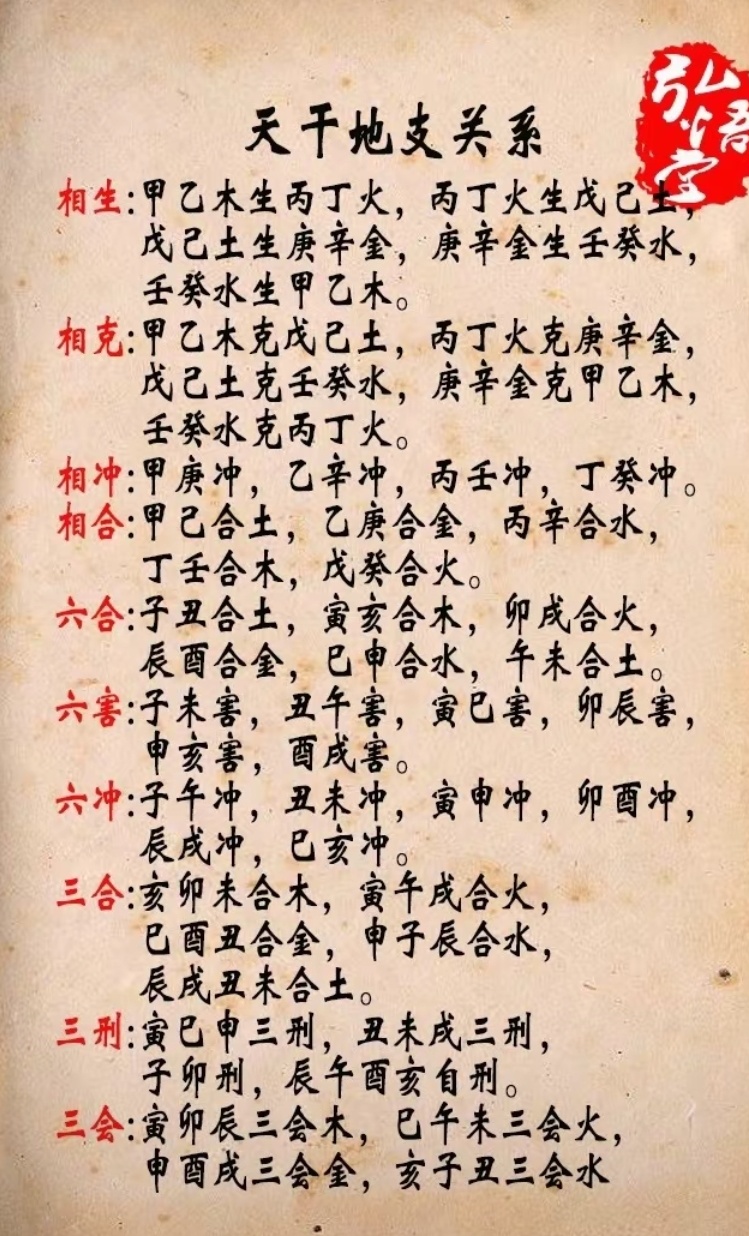 天干地支关系
弘悟堂
相生:甲乙木生丙丁火，丙丁火生戊己土，
戊己土生庚辛金，庚辛金生壬癸水，
壬癸水生甲乙木。
相克:甲乙木克戊己土，丙丁火克庚辛金，
戊己土克壬癸水，庚辛金克甲乙木，
壬癸水克丙丁火。
相冲:甲庚冲，乙辛冲，丙壬冲，丁癸冲。
相合:甲己合土，乙庚合金，丙辛合水，
丁壬合木，戊癸合火。
六合:子丑合土，寅亥合木，卯戌合火，
辰酉合金，巳申合水，午未合土。
六害:子未害，丑午害，寅巳害，卯辰害，
申亥害，酉戌害。
六冲:子午冲，丑未冲，寅申冲，卯酉冲，
辰戌冲，巳亥冲。
三合:亥卯未合木，寅午戌合火，
巳酉丑合金，申子辰合水，
辰戌丑未合土。
三刑:寅巳申三刑，丑未戌三刑，
子卯刑，辰午酉亥自刑。
三会:寅卯辰三会木，巳午未三会火，
申酉戌三会金，亥子丑三会水